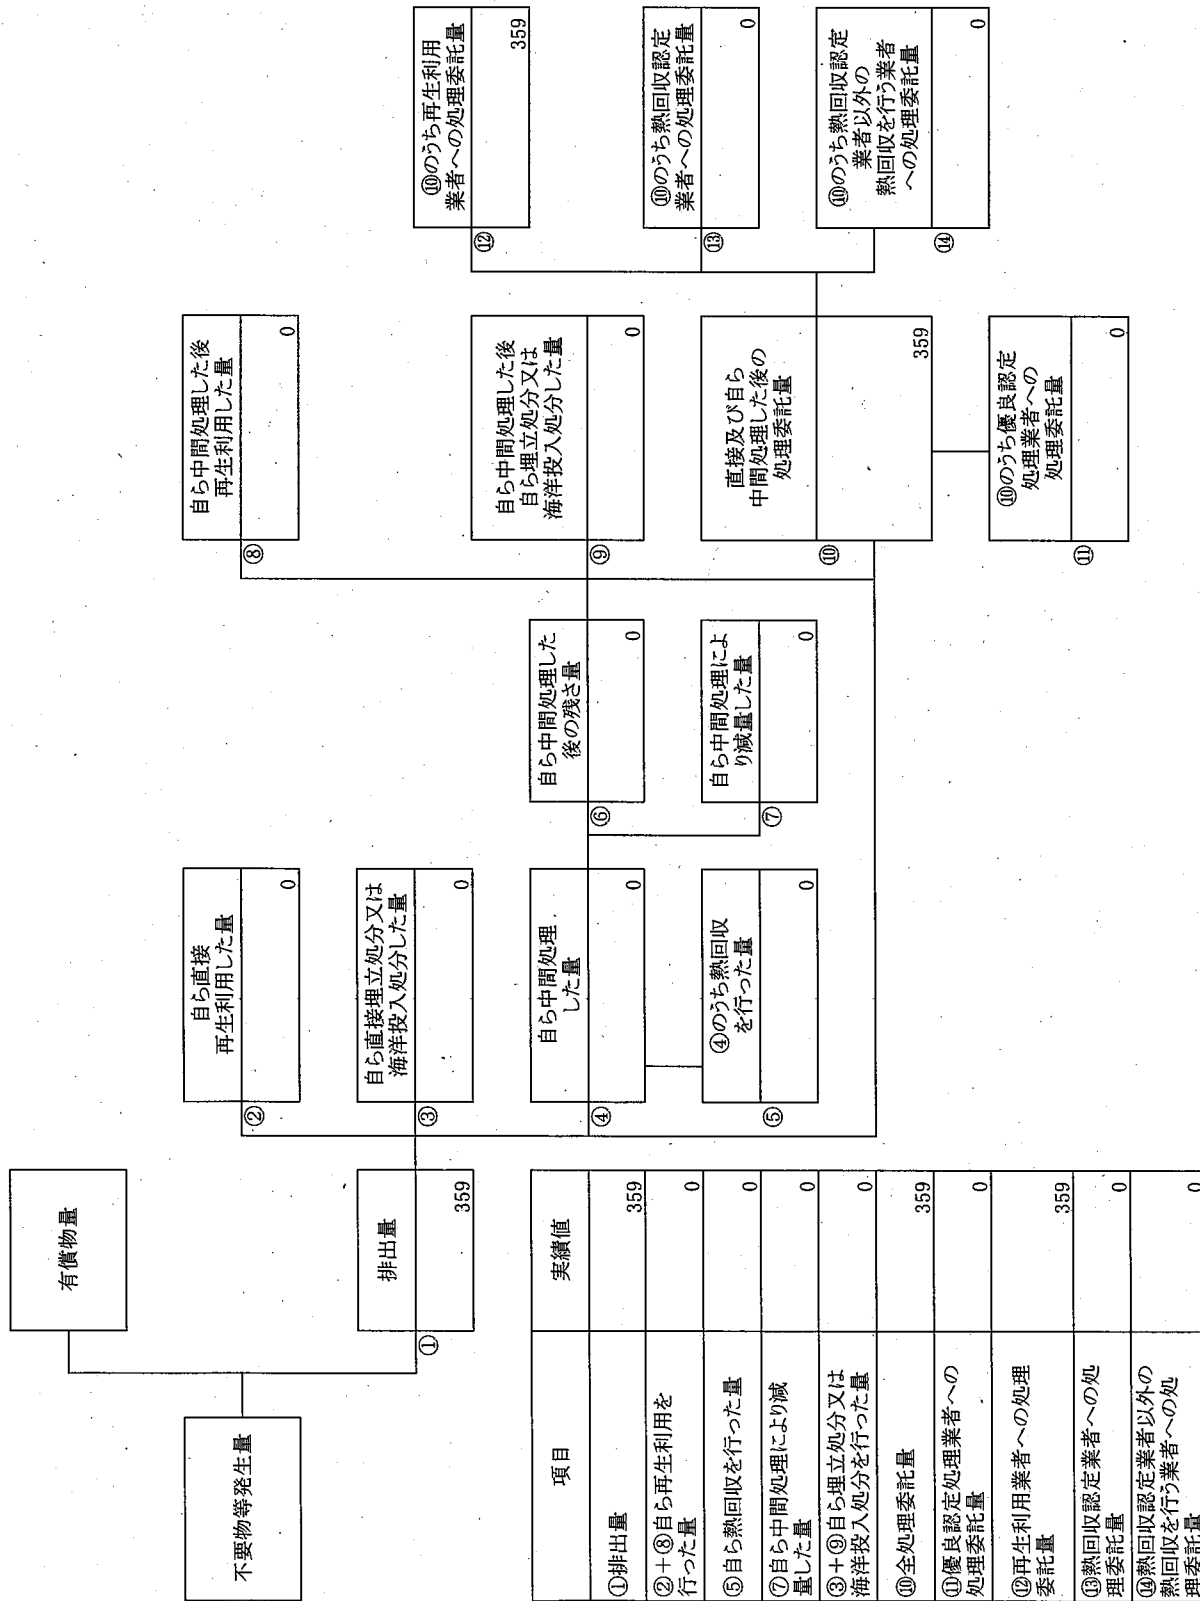 不要物等発生量
有償物量
①
排出量
359
②
自ら直接
再生利用した量
0
③
自ら直接埋立処分又は
海洋投入処分した量
0
④
自ら中間処理
した量
0
⑤
④のうち熱回収
を行った量
0
⑥
自ら中間処理した
後の残さ量
0
⑦
自ら中間処理によ
り減量した量
0
⑧
自ら中間処理した後
再生利用した量
0
⑨
自ら中間処理した後
自ら埋立処分又は
海洋投入処分した量
0
⑩
直接及び自ら
中間処理した後の
処理委託量
359
⑪
⑩のうち優良認定
処理業者への
処理委託量
0
⑫
⑩のうち再生利用
業者への処理委託量
359
⑬
⑩のうち熱回収認定
業者への処理委託量
0
⑭
⑩のうち熱回収認定
業者以外の
熱回収を行う業者
への処理委託量
0
項目 実績値
①排出量 359
②+⑧自ら再生利用を
行った量 0
⑤自ら熱回収を行った量 0
⑦自ら中間処理により減
量した量 0
③+⑨自ら埋立処分又は
海洋投入処分を行った量 0
⑩全処理委託量 359
⑪優良認定処理業者への
処理委託量 0
⑫再生利用業者への処理
委託量 359
⑬熱回収認定業者への処
理委託量 0
⑭熱回収認定業者以外の
熱回収を行う業者への処
理委託量 0